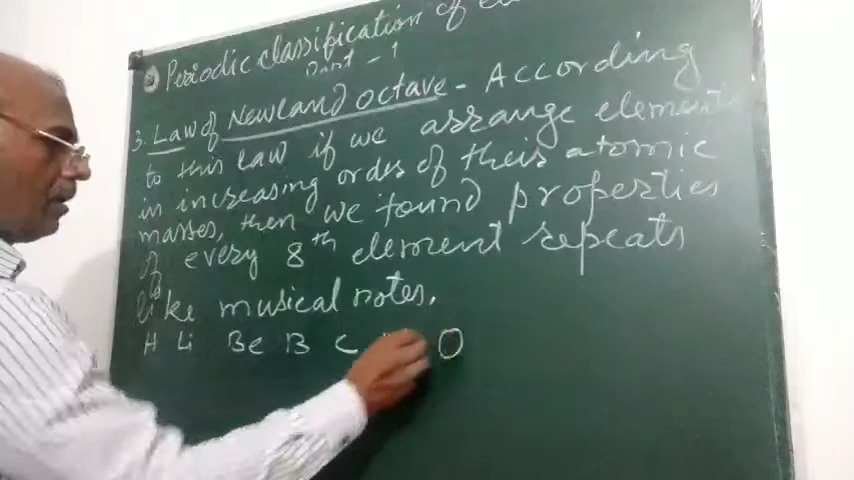 Periodic classification of
Part - 1
3. Law of Newland octave - According
to this law if we arrange elements
in increasing order of their atomic
masses, then we found properties
of every 8th element repeats
like musical notes.
H Li Be B C O